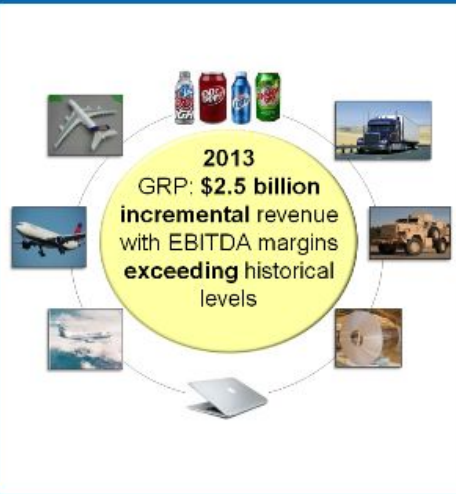 2013
GRP: $2.5 billion
incremental revenue
with EBITDA margins
exceeding historical
levels